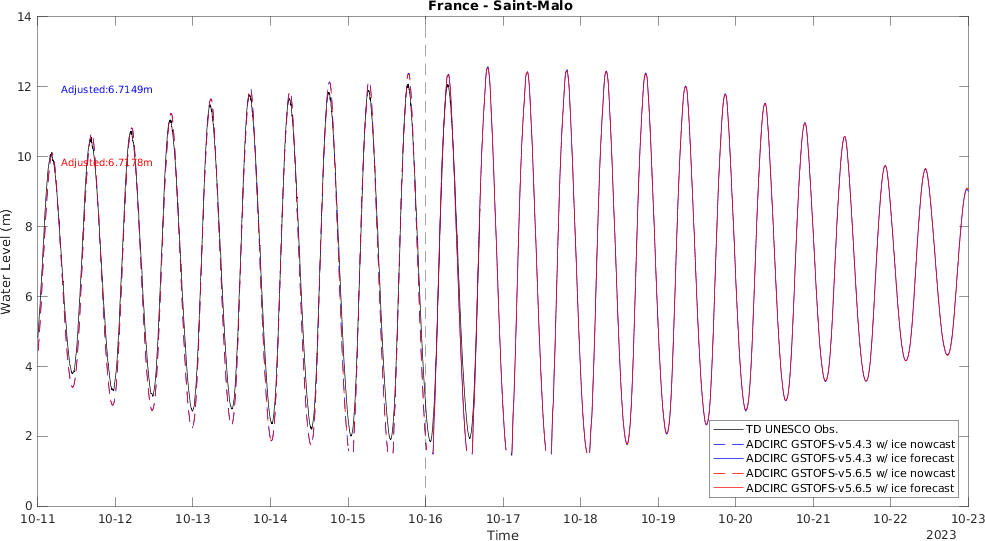 France - Saint-Malo
14
12
10
8
6
4
2
0
Water Level (m)
Adjusted:6.7149m
Adjusted:6.7178m
TD UNESCO Obs.
ADCIRC GSTOFS-v5.4.3 w/ ice nowcast
ADCIRC GSTOFS-v5.4.3 w/ ice forecast
ADCIRC GSTOFS-v5.6.5 w/ ice nowcast
ADCIRC GSTOFS-v5.6.5 w/ ice forecast
10-11 10-12 10-13 10-14 10-15 10-16 10-17 10-18 10-19 10-20 10-21 10-22 10-23
Time
2023